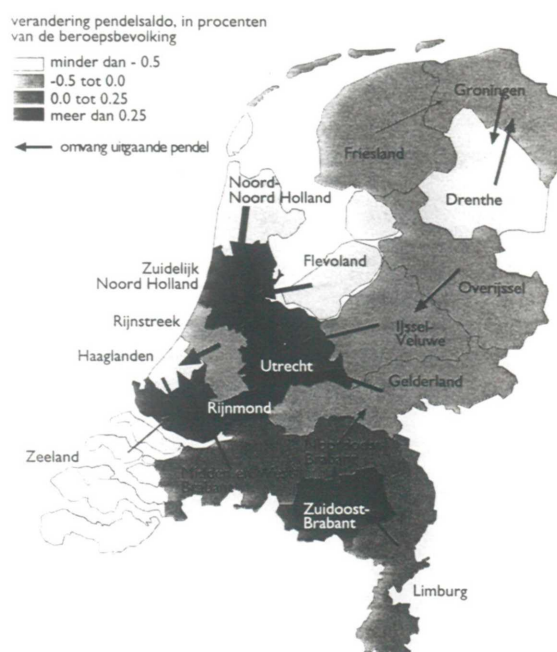 verandering pendelsaldo, in procenten
van de beroepsbevolking
minder dan - 0.5
-0.5 tot 0.0
0.0 tot 0.25
meer dan 0.25
omvang uitgaande pendel
Groningen
Friesland
Drenthe
Noord-
Noord Holland
Flevoland
Zuidelijk
Noord Holland
Overijssel
Rijnstreek
IJssel-
Veluwe
Haaglanden
Utrecht
Gelderland
Rijnmond
Zeeland
Brabant
Zuidoost-
Brabant
Limburg